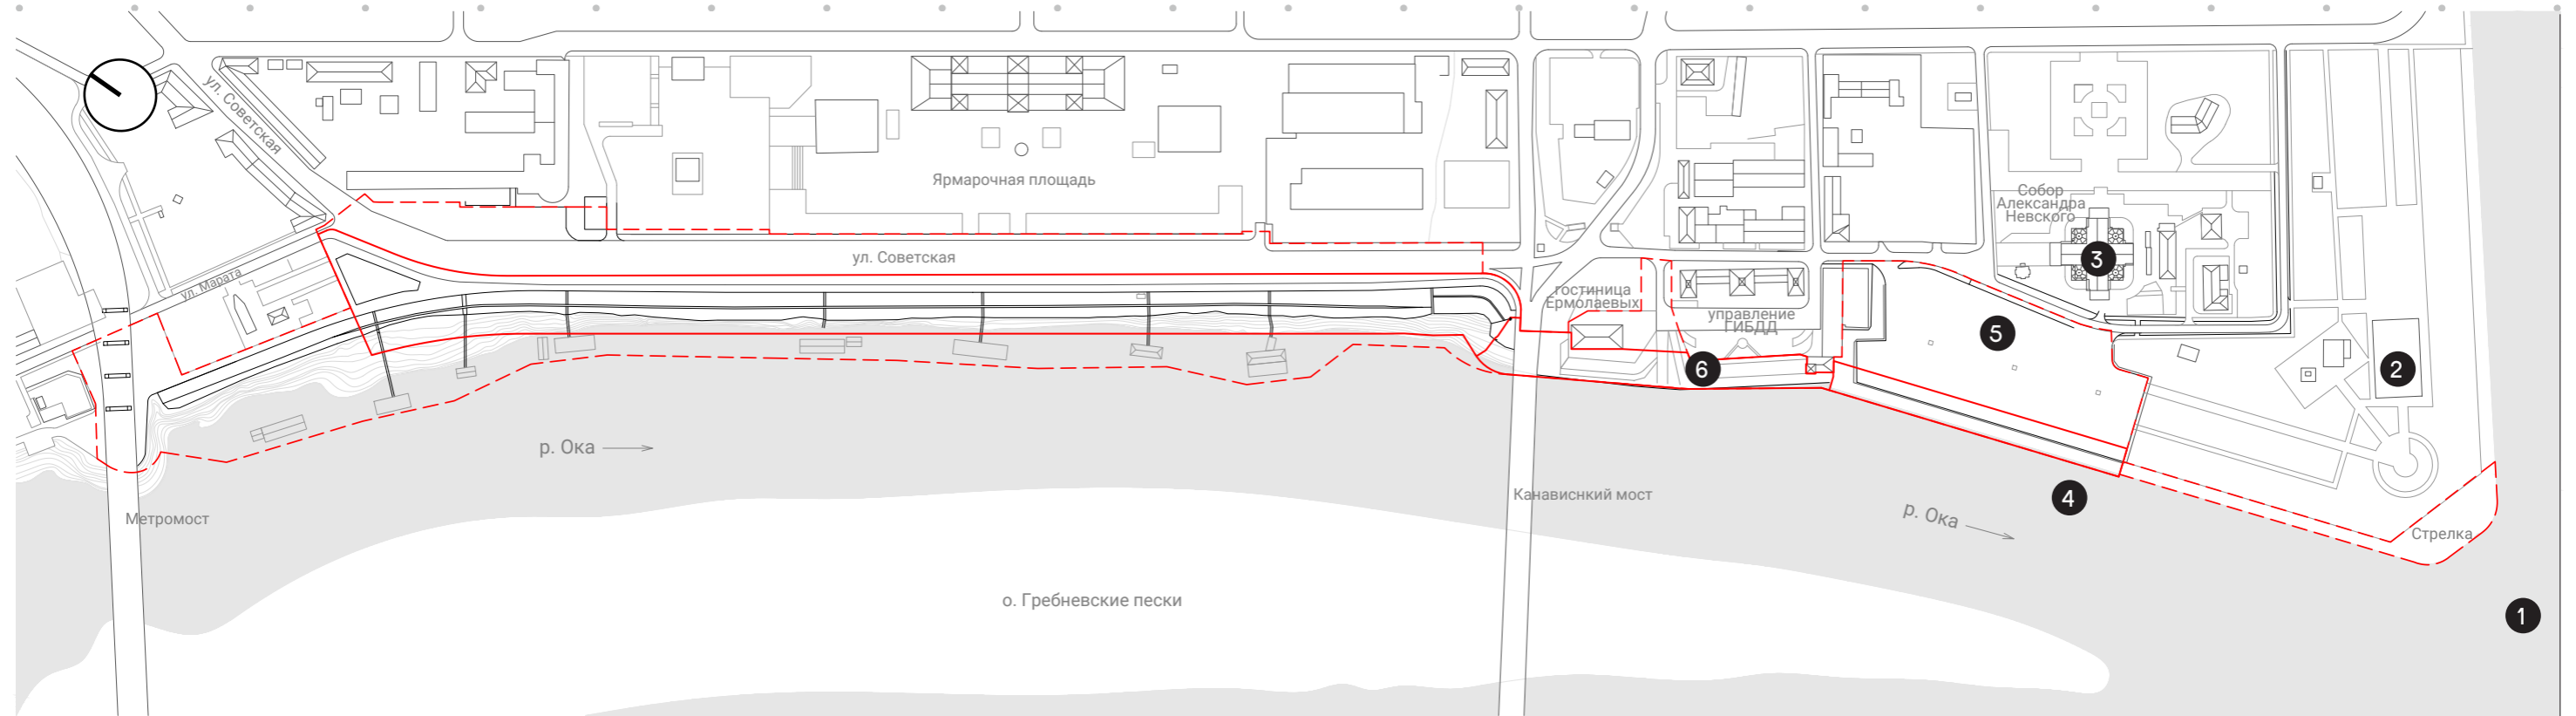 ул. Советская
Ярмарочная площадь
Собор
Александра
Невского
3
ул. Советская
ул. Марата
гостиница
Ермолаевых
управление
ГИБДД
5
6
2
р. Ока
Метромост
Канависнкий мост
4
р. Ока
Стрелка
о. Гребневские пески
1